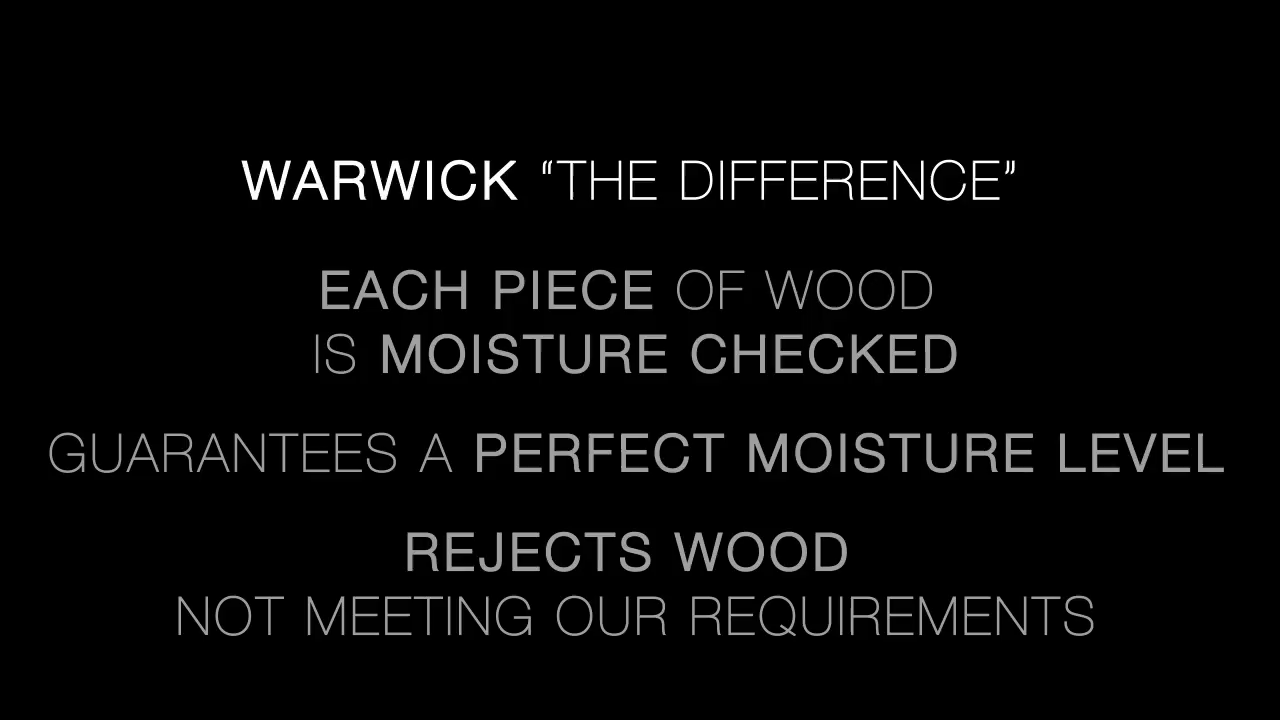 WARWICK “THE DIFFERENCE”
EACH PIECE OF WOOD
IS MOISTURE CHECKED
GUARANTEES A PERFECT MOISTURE LEVEL
REJECTS WOOD
NOT MEETING OUR REQUIREMENTS